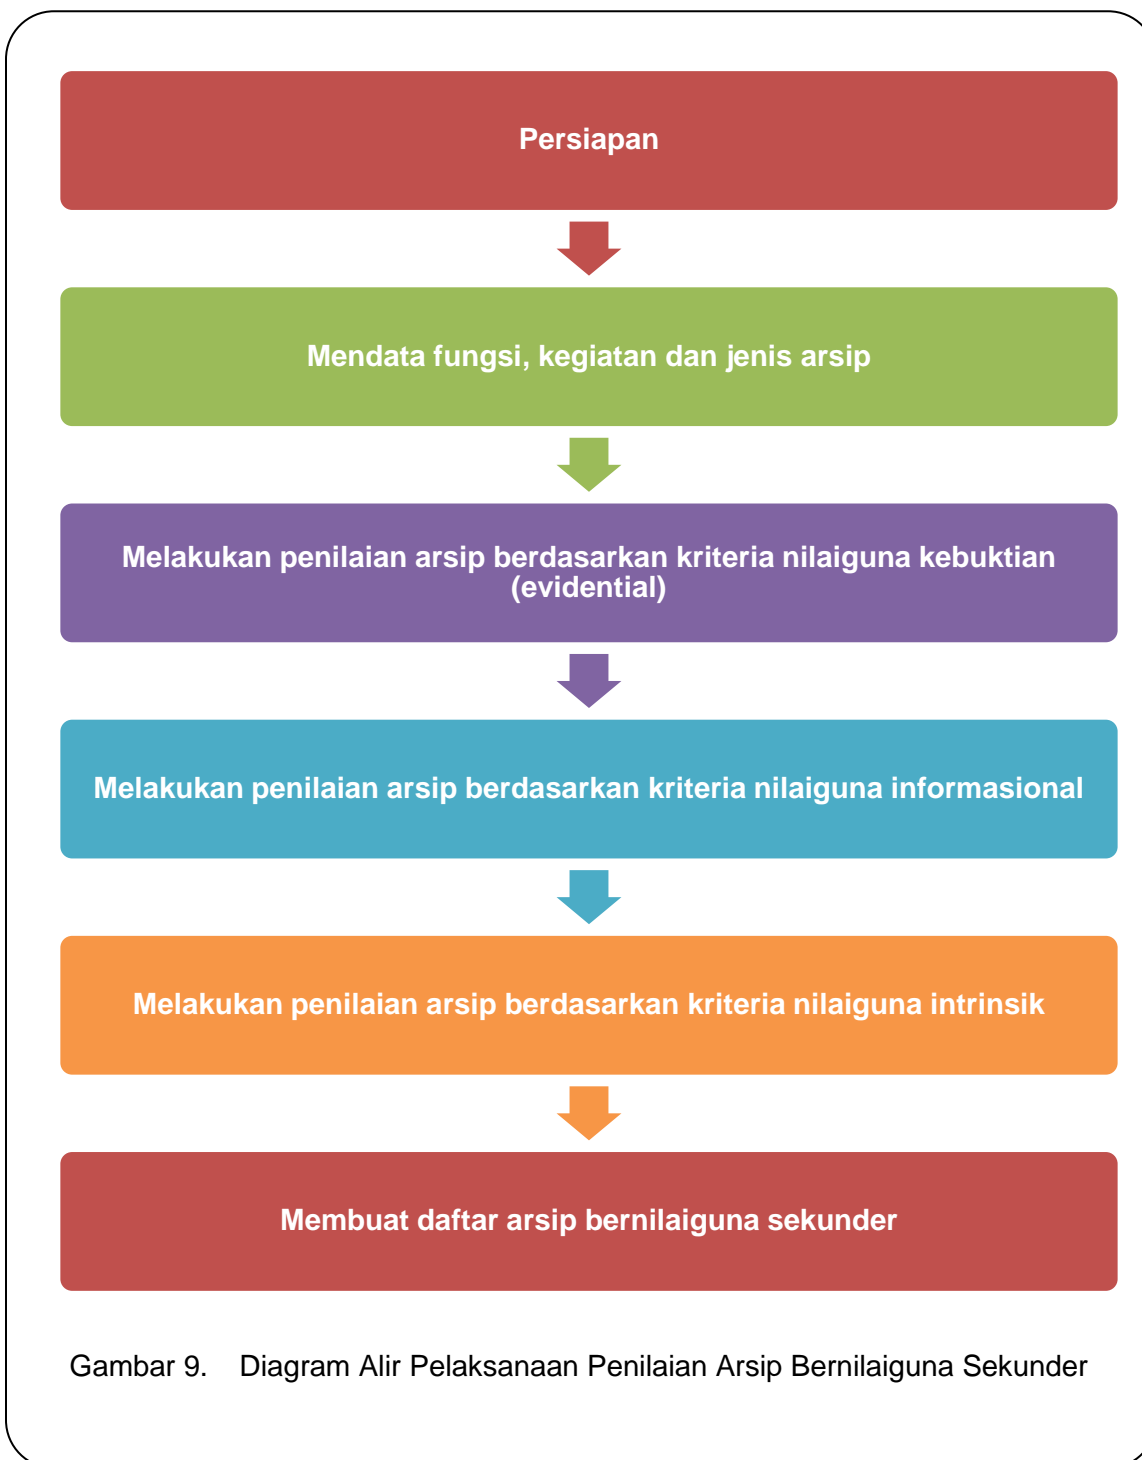 Persiapan
Mendata fungsi, kegiatan dan jenis arsip
Melakukan penilaian arsip berdasarkan kriteria nilaiguna kebuktian
(evidential)
Melakukan penilaian arsip berdasarkan kriteria nilaiguna informasional
Melakukan penilaian arsip berdasarkan kriteria nilaiguna intrinsik
Membuat daftar arsip bernilaiguna sekunder
Gambar 9. Diagram Alir Pelaksanaan Penilaian Arsip Bernilaiguna Sekunder